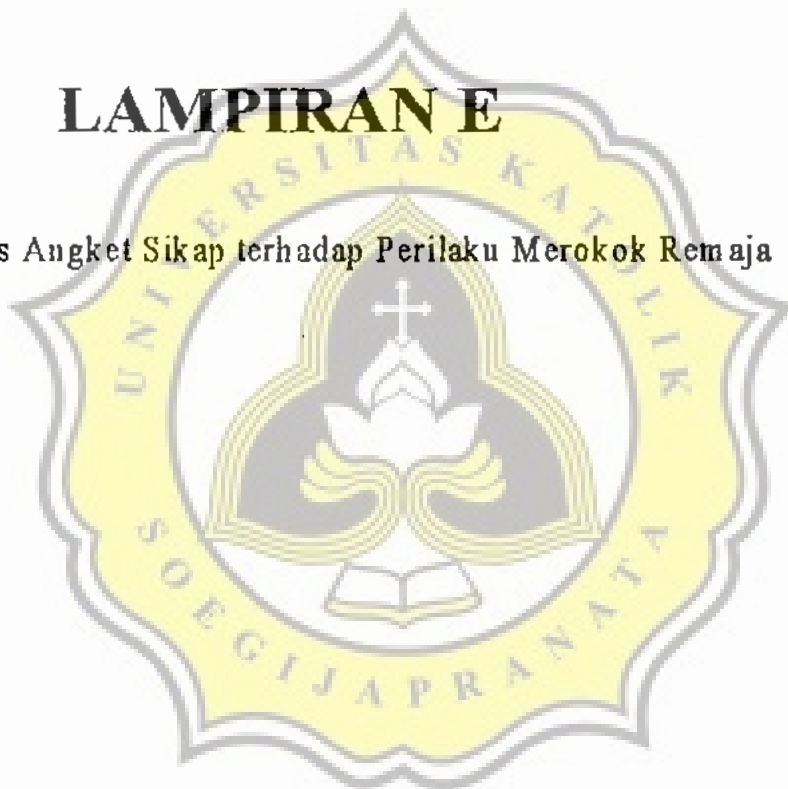 LAMPIRAN E
s Angket Sikap terhadap Perilaku Merokok Remaja
UNIVERSITAS KATOLIK
SOEGIJAPRANATA